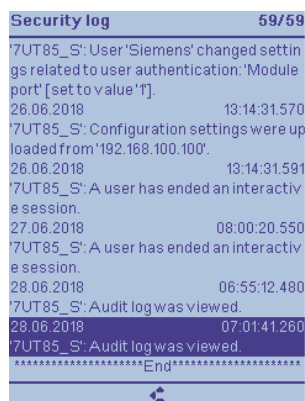 Security log 59/59
'7UT85_S': User 'Siemens' changed settin
gs related to user authentication: 'Module
port' [set to value '1'].
26.06.2018 13:14:31.570
'7UT85_S': Configuration settings were up
loaded from '192.168.100.100'.
26.06.2018 13:14:31.591
'7UT85_S': A user has ended an interactiv
e session.
27.06.2018 08:00:20.550
'7UT85_S': A user has ended an interactiv
e session.
28.06.2018 06:55:12.480
'7UT85_S': Audit log was viewed.
28.06.2018 07:01:41.260
'7UT85_S': Audit log was viewed.
*********************End*********************